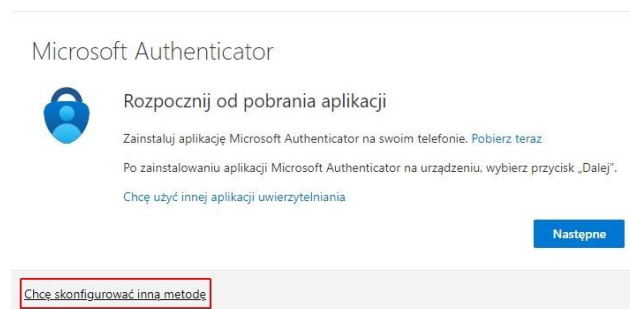 Microsoft Authenticator
Rozpocznij od pobrania aplikacji
Zainstaluj aplikację Microsoft Authenticator na swoim telefonie. Pobierz teraz
Po zainstalowaniu aplikacji Microsoft Authenticator na urządzeniu, wybierz przycisk „Dalej”.
Chcę użyć innej aplikacji uwierzytelniania
Następne
Chcę skonfigurować inną metodę